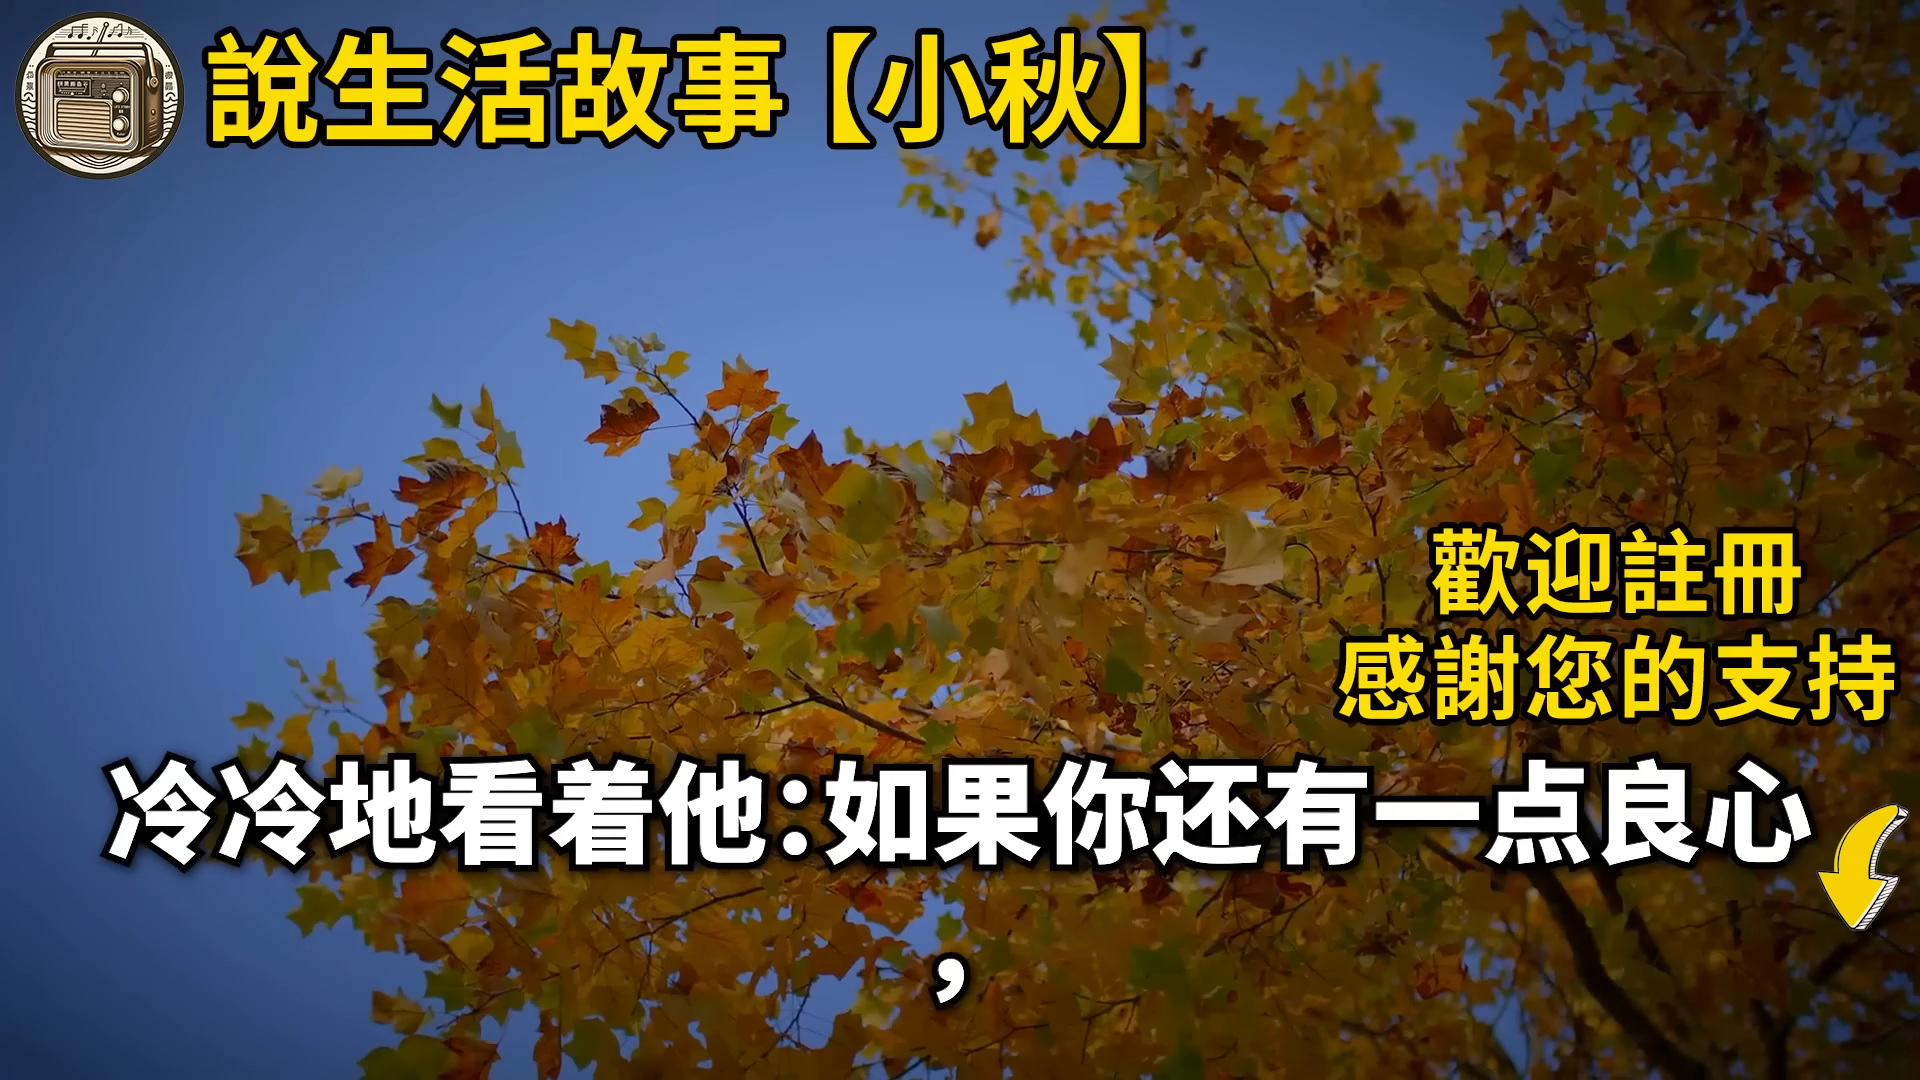 說生活故事【小秋】
歡迎註冊
感謝您的支持
冷冷地看着他:如果你还有一点良心
，